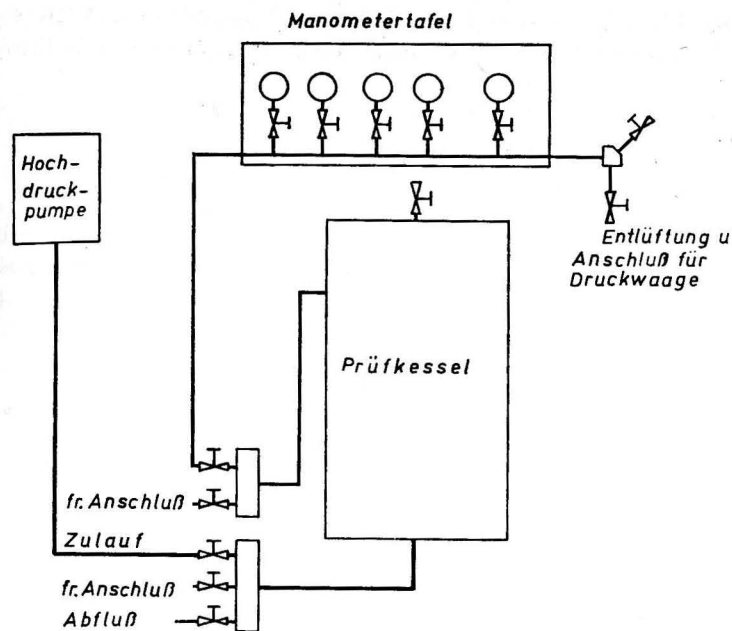 Manometertafel
Hoch-
druck-
pumpe
Entlüftung u
Anschluß für
Druckwaage
Prüfkessel
fr. Anschluß
Zulauf
fr. Anschluß
Abfluß